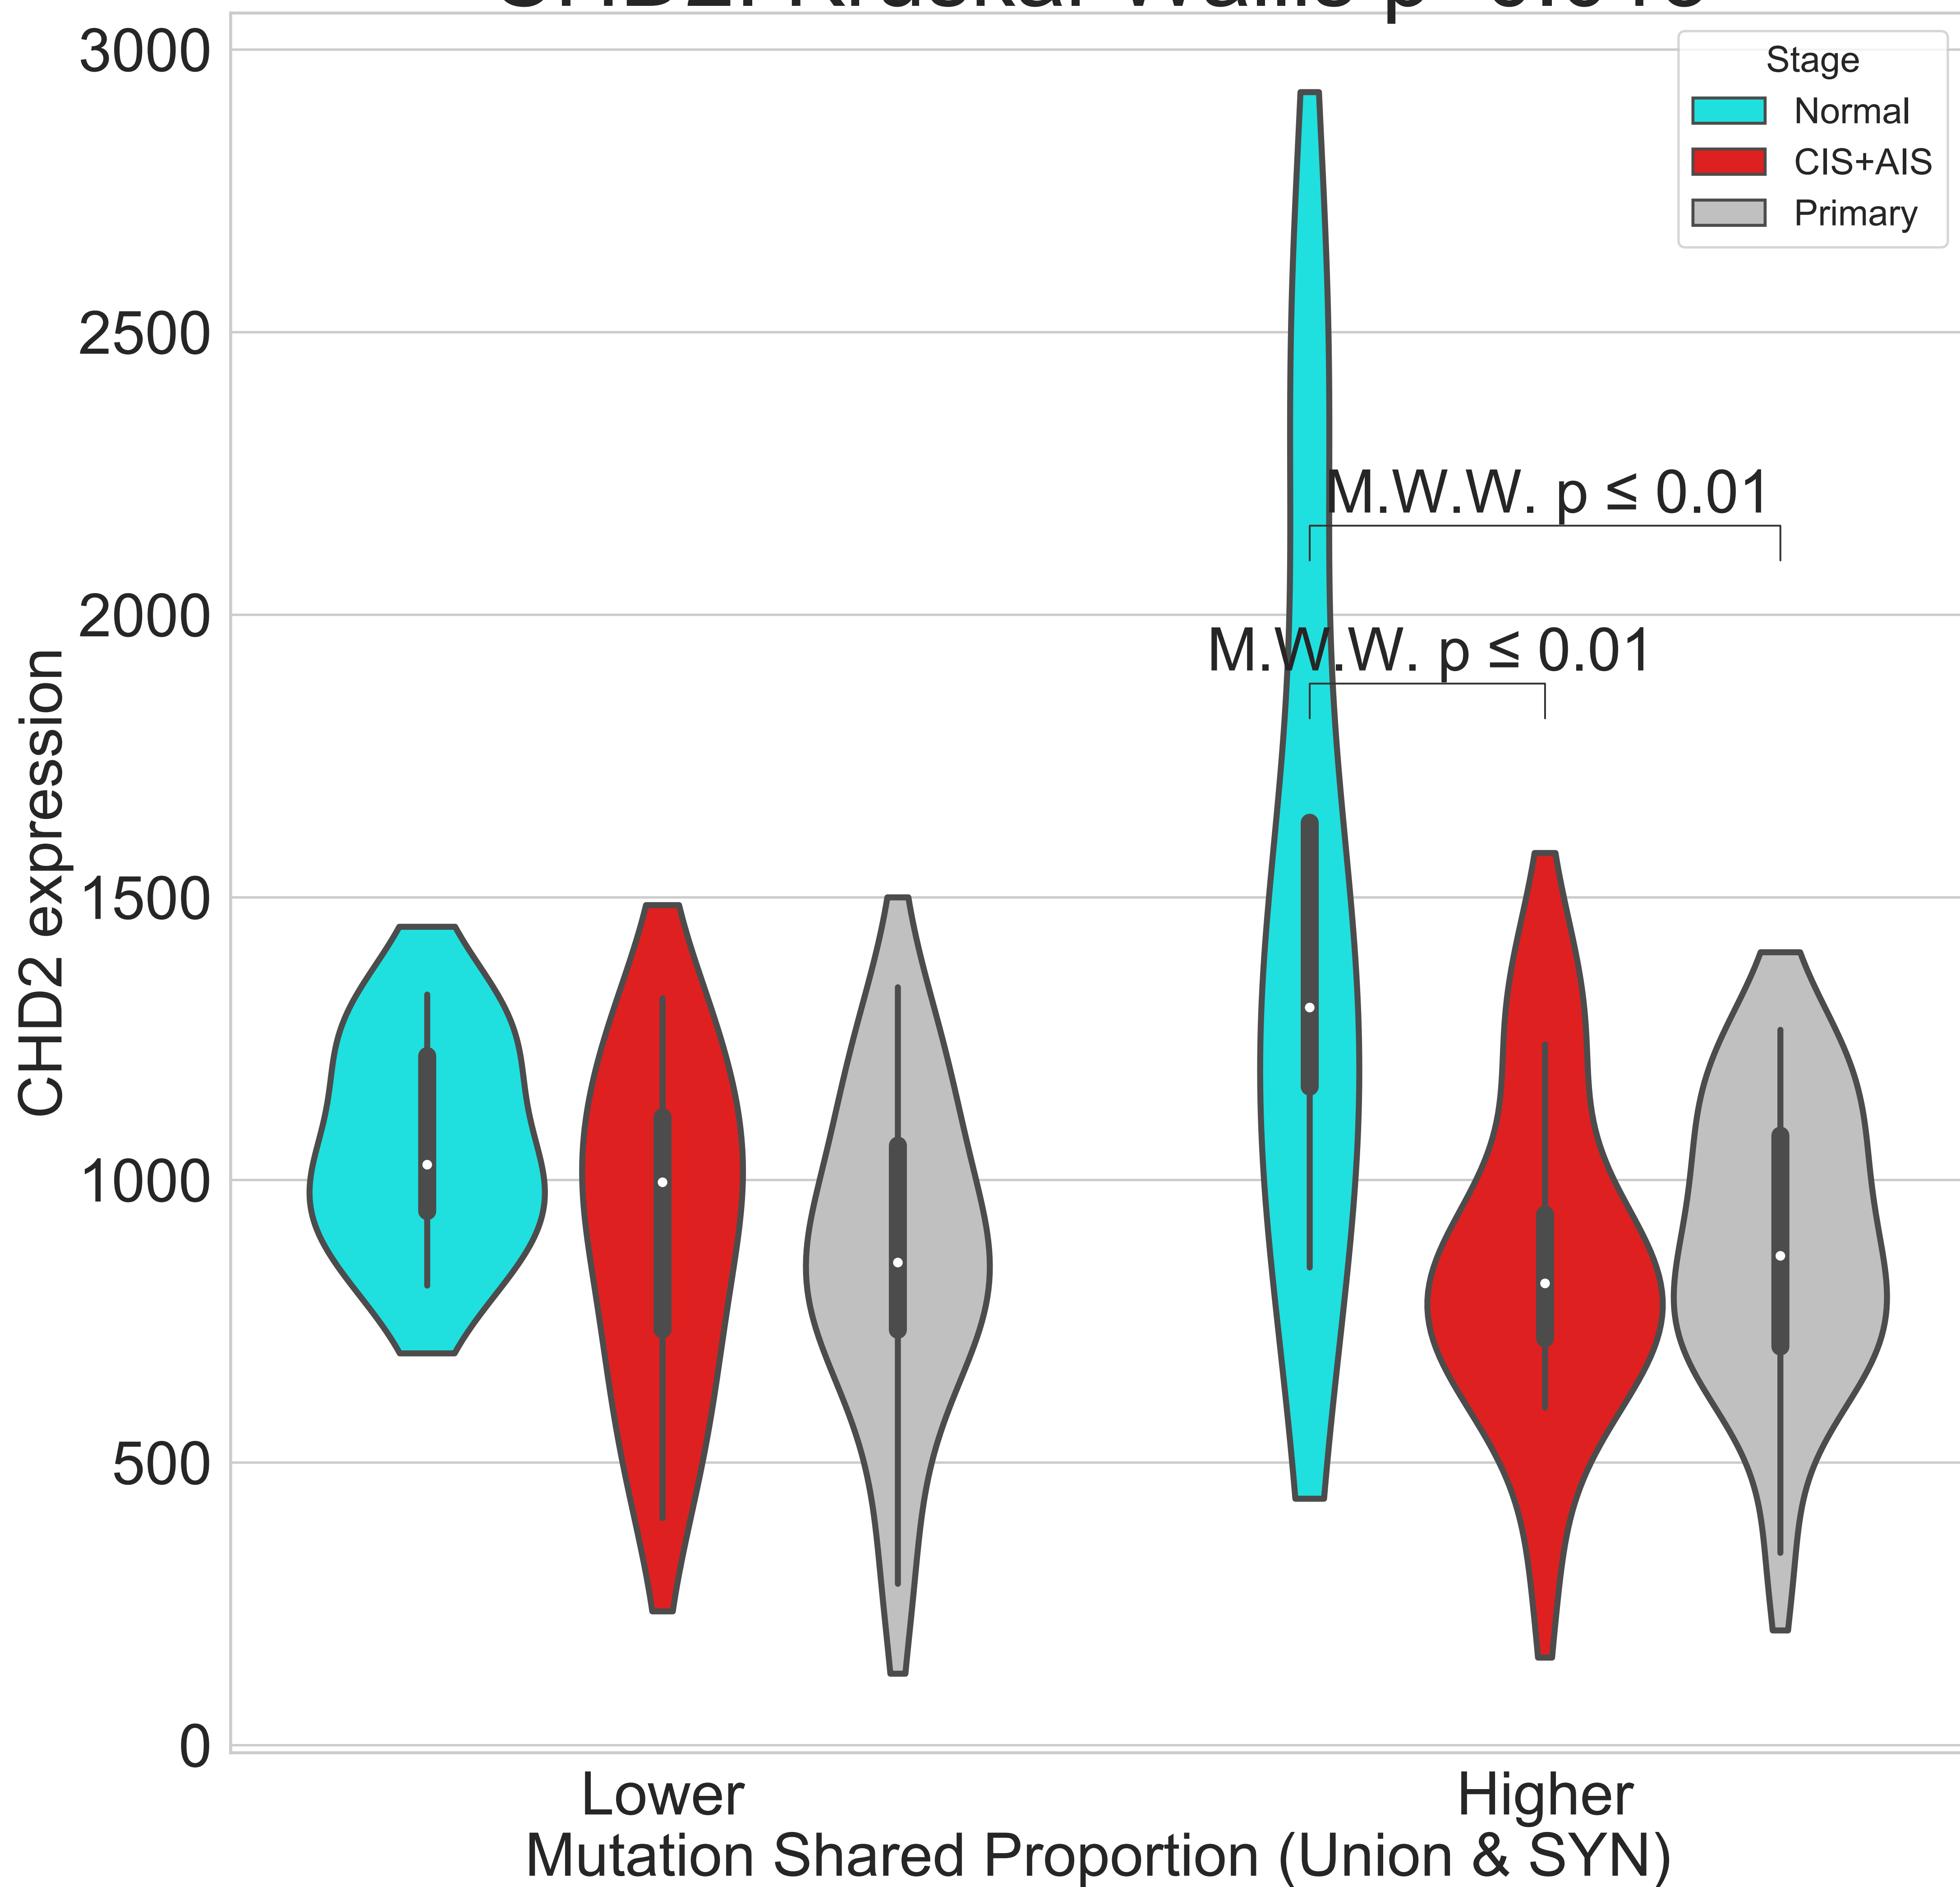 3000
2500
2000
1500
1000
500
0
CHD2 expression
Stage
Normal
CIS+AIS
Primary
M.W.W. p ≤ 0.01
M.W.W. p ≤ 0.01
Lower
Higher
Mutation Shared Proportion (Union & SYN)